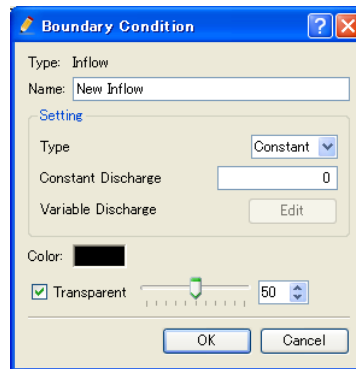 Boundary Condition
Type: Inflow
Name: New Inflow
Setting
Type Constant
Constant Discharge 0
Variable Discharge Edit
Color:
Transparent 50
OK Cancel